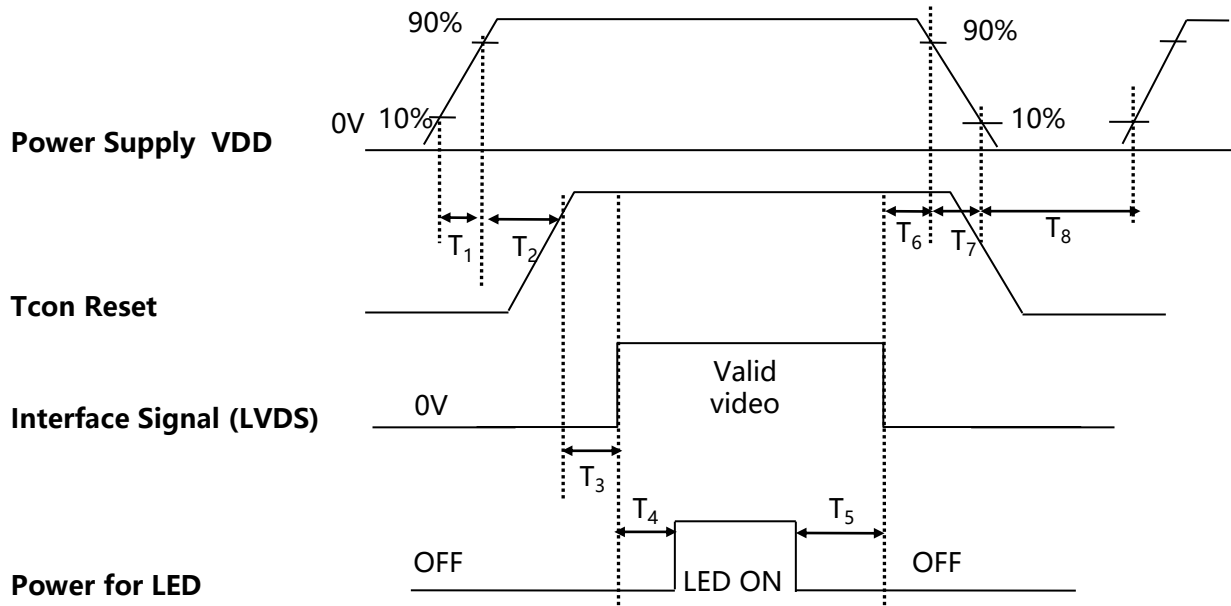 90%
90%
0V
10%
10%
Power Supply VDD
T1
T2
T6
T7
T8
Tcon Reset
Valid
video
0V
Interface Signal (LVDS)
T3
T4
T5
OFF
LED ON
OFF
Power for LED